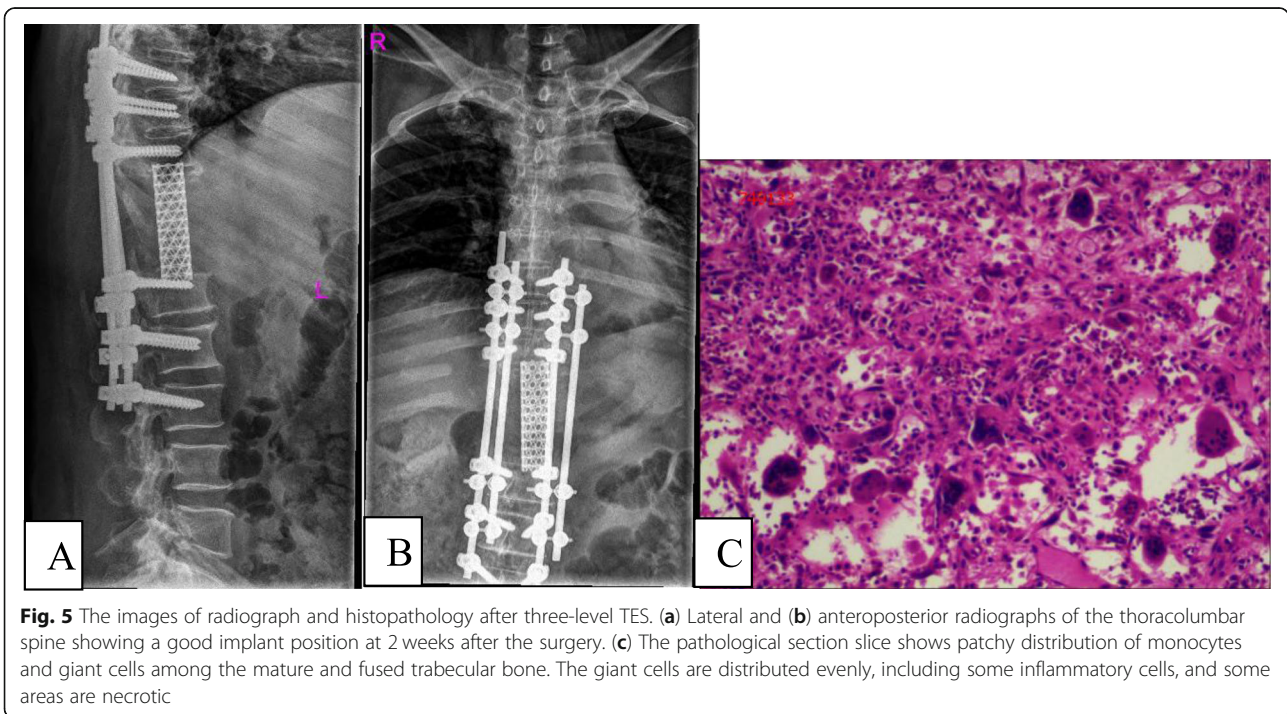 R
L
749133
A
B
C
Fig. 5 The images of radiograph and histopathology after three-level TES. (a) Lateral and (b) anteroposterior radiographs of the thoracolumbar
spine showing a good implant position at 2 weeks after the surgery. (c) The pathological section slice shows patchy distribution of monocytes
and giant cells among the mature and fused trabecular bone. The giant cells are distributed evenly, including some inflammatory cells, and some
areas are necrotic